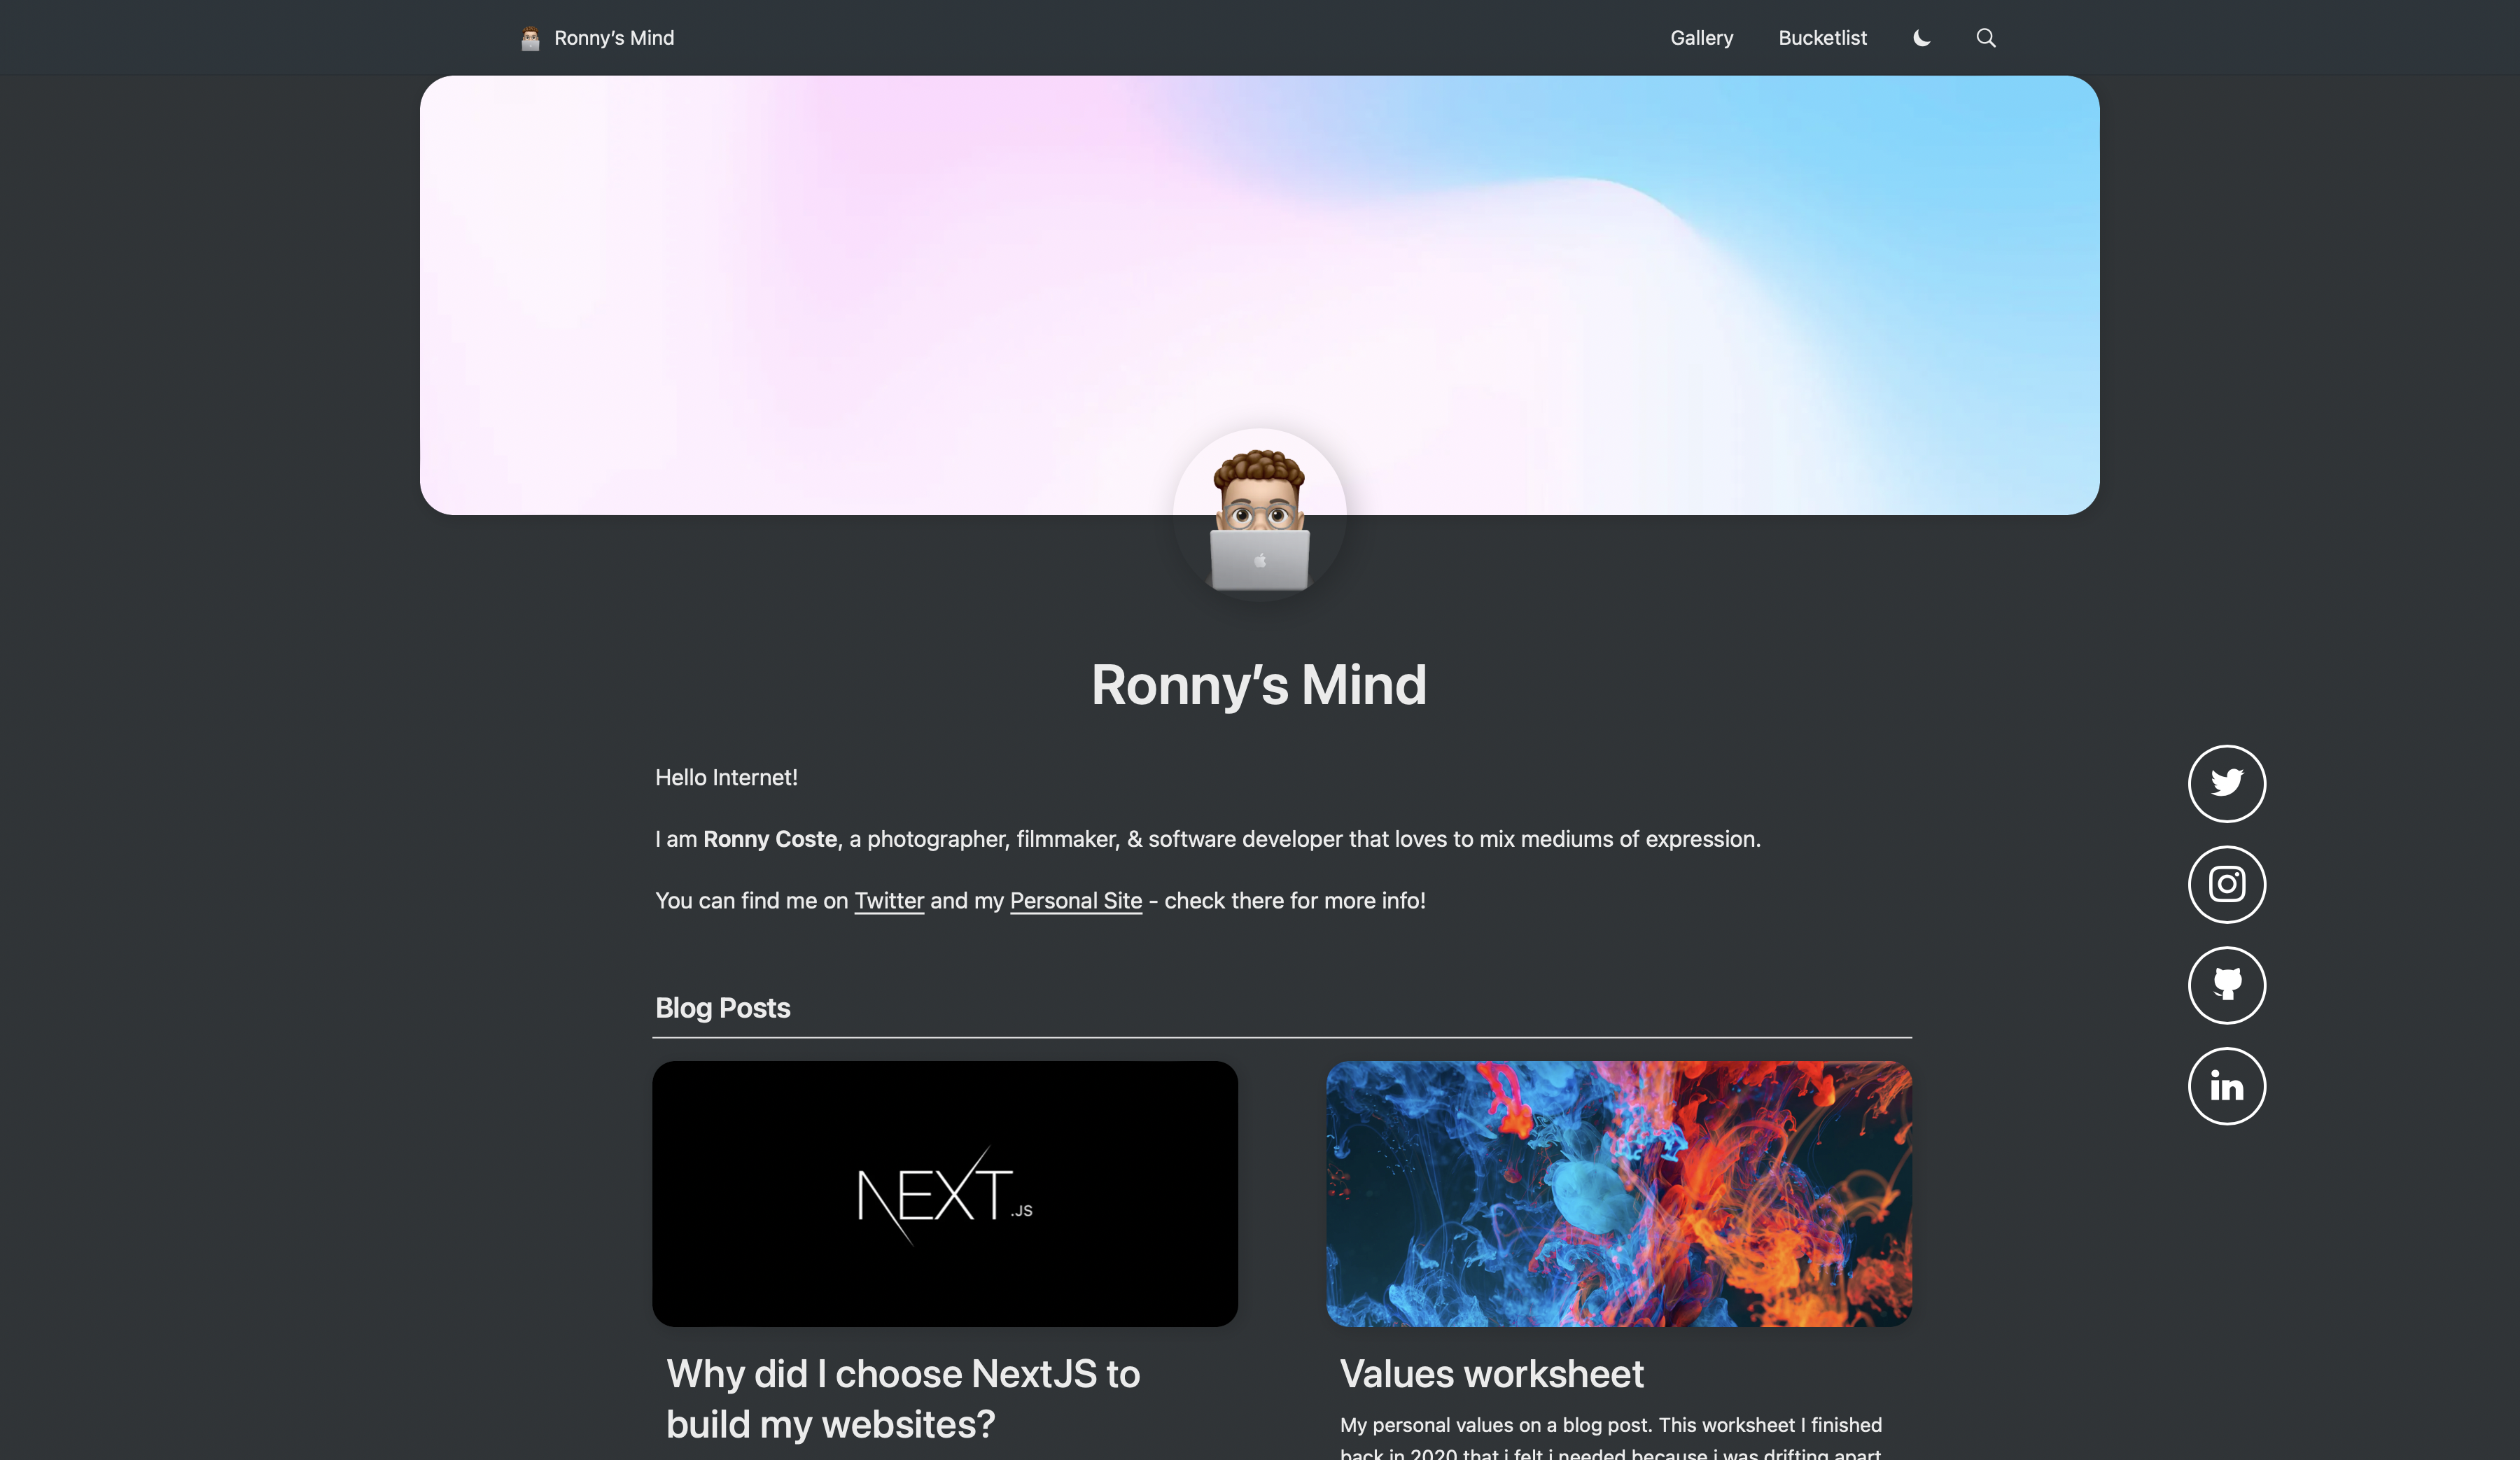 Ronny’s Mind
Gallery
Bucketlist
Ronny’s Mind
Hello Internet!
I am Ronny Coste, a photographer, filmmaker, & software developer that loves to mix mediums of expression.
You can find me on Twitter and my Personal Site - check there for more info!
Blog Posts
NEXT.JS
in
Why did I choose NextJS to
build my websites?
Values worksheet
My personal values on a blog post. This worksheet I finished
back in 2020 that i felt i needed because i was drifting apart